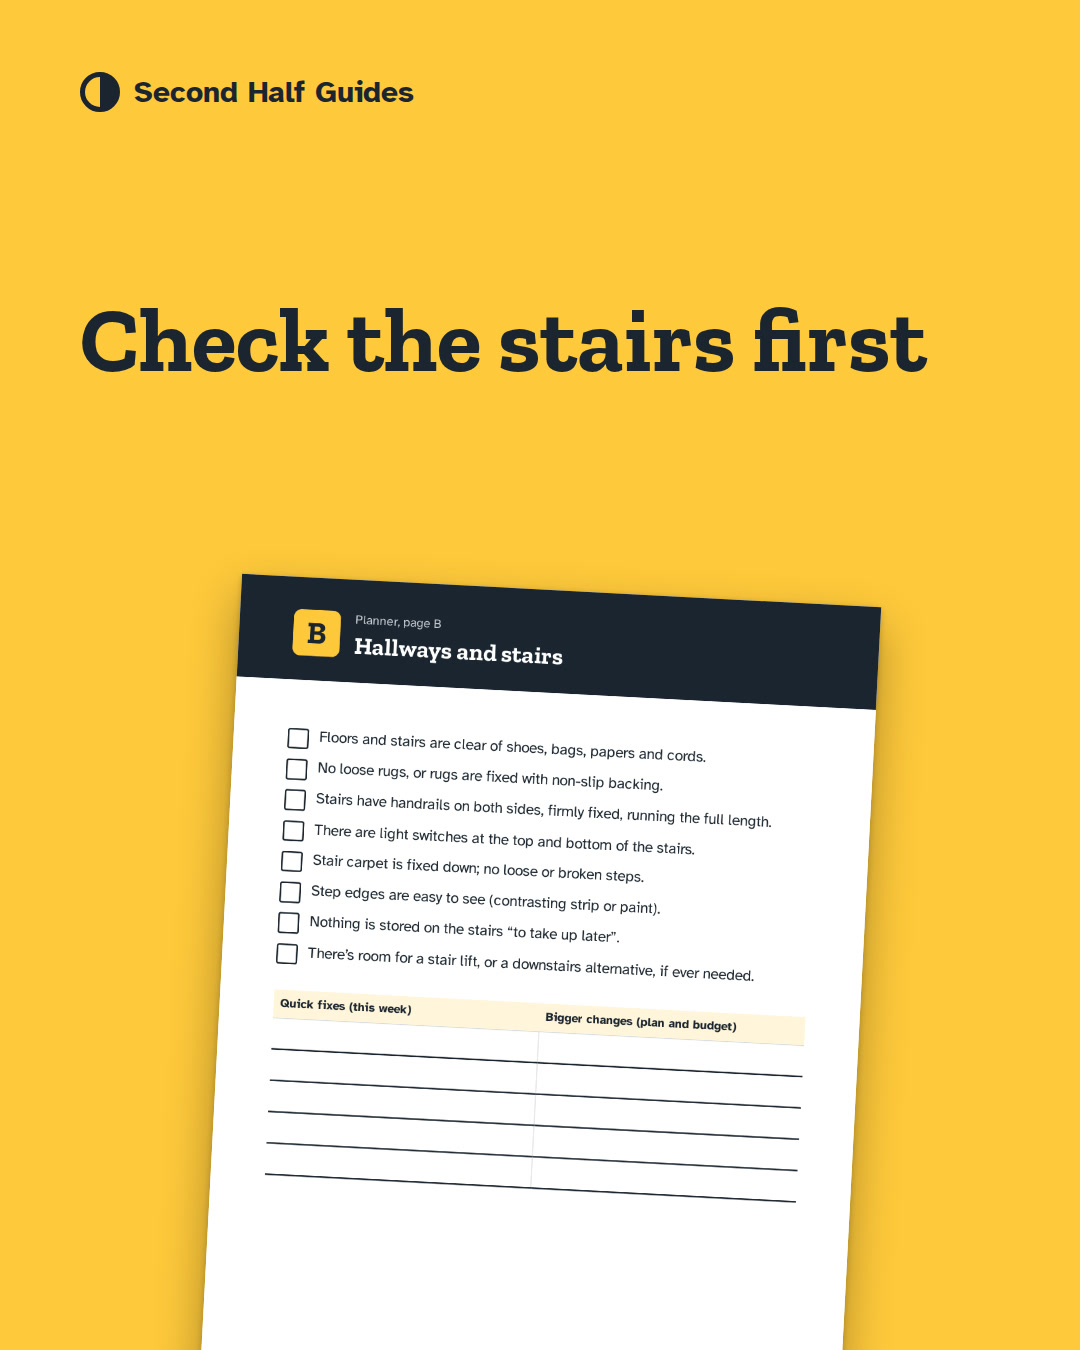 Second Half Guides
Check the stairs first
B
Planner, page B
Hallways and stairs
Floors and stairs are clear of shoes, bags, papers and cords.
No loose rugs, or rugs are fixed with non-slip backing.
Stairs have handrails on both sides, firmly fixed, running the full length.
There are light switches at the top and bottom of the stairs.
Stair carpet is fixed down; no loose or broken steps.
Step edges are easy to see (contrasting strip or paint).
Nothing is stored on the stairs “to take up later”.
There’s room for a stair lift, or a downstairs alternative, if ever needed.
Quick fixes (this week)
Bigger changes (plan and budget)